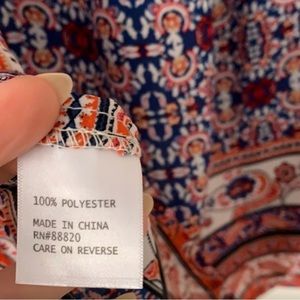 100% POLYESTER
MADE IN CHINA
RN#88820
CARE ON REVERSE